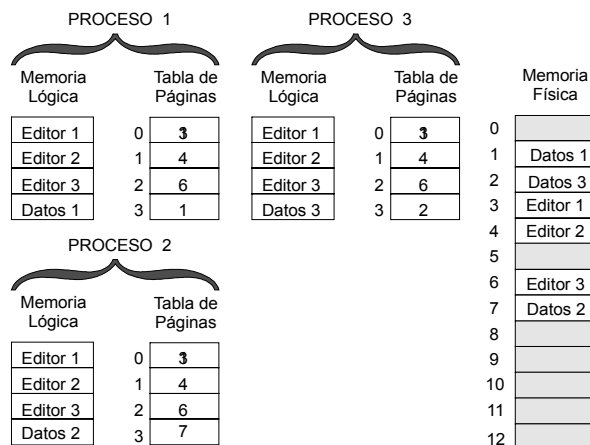 PROCESO 1
Memoria Lógica
Tabla de Páginas
Editor 1 0
Editor 2 1 4
Editor 3 2 6
Datos 1 3 1
PROCESO 3
Memoria Lógica
Tabla de Páginas
Editor 1 0
Editor 2 1 4
Editor 3 2 6
Datos 3 3 2
PROCESO 2
Memoria Lógica
Tabla de Páginas
Editor 1 0
Editor 2 1 4
Editor 3 2 6
Datos 2 3 7
Memoria Física
0
1 Datos 1
2 Datos 3
3 Editor 1
4 Editor 2
5
6 Editor 3
7 Datos 2
8
9
10
11
12